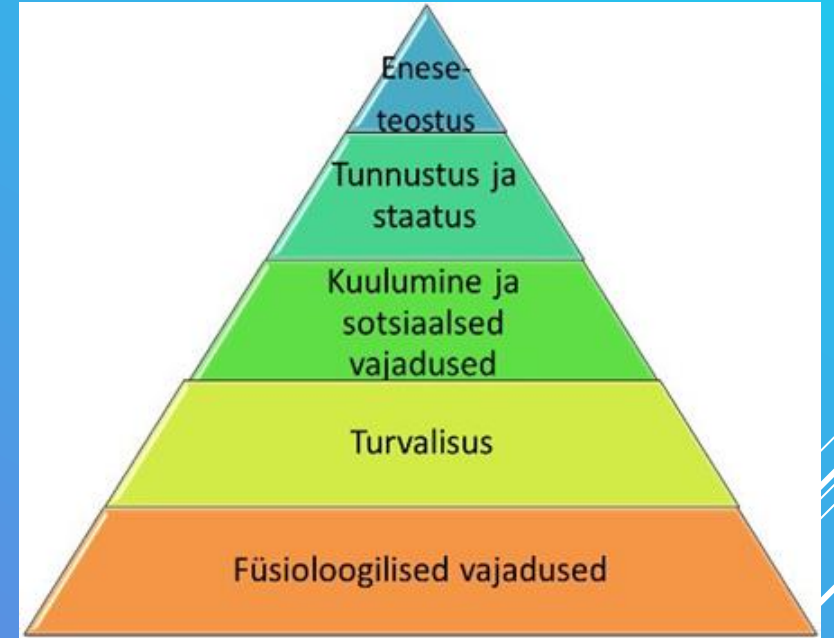 Enese-
teostus
Tunnustus ja
staatus
Kuulumine ja
sotsiaalsed
vajadused
Turvalisus
Füsioloogilised vajadused